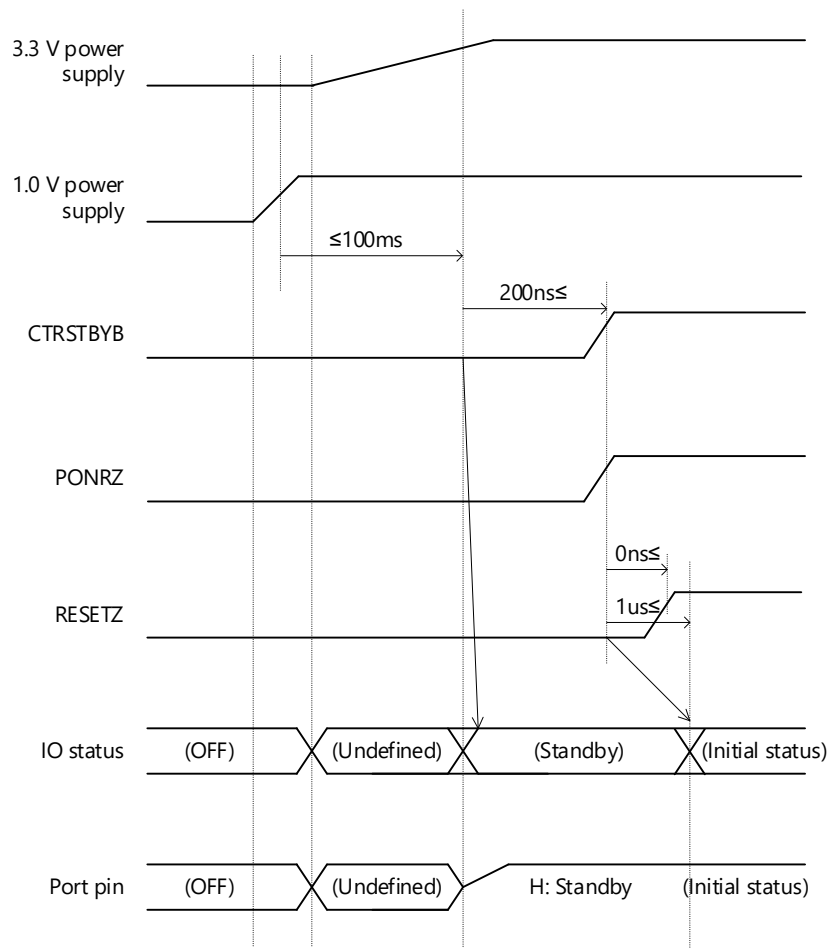 3.3 V power
supply
1.0 V power
supply
≤100ms
200ns≤
CTRSTBYB
PONRZ
0ns≤
RESETZ
1us≤
IO status
(OFF)
(Undefined)
(Standby)
(Initial status)
Port pin
(OFF)
(Undefined)
H: Standby
(Initial status)